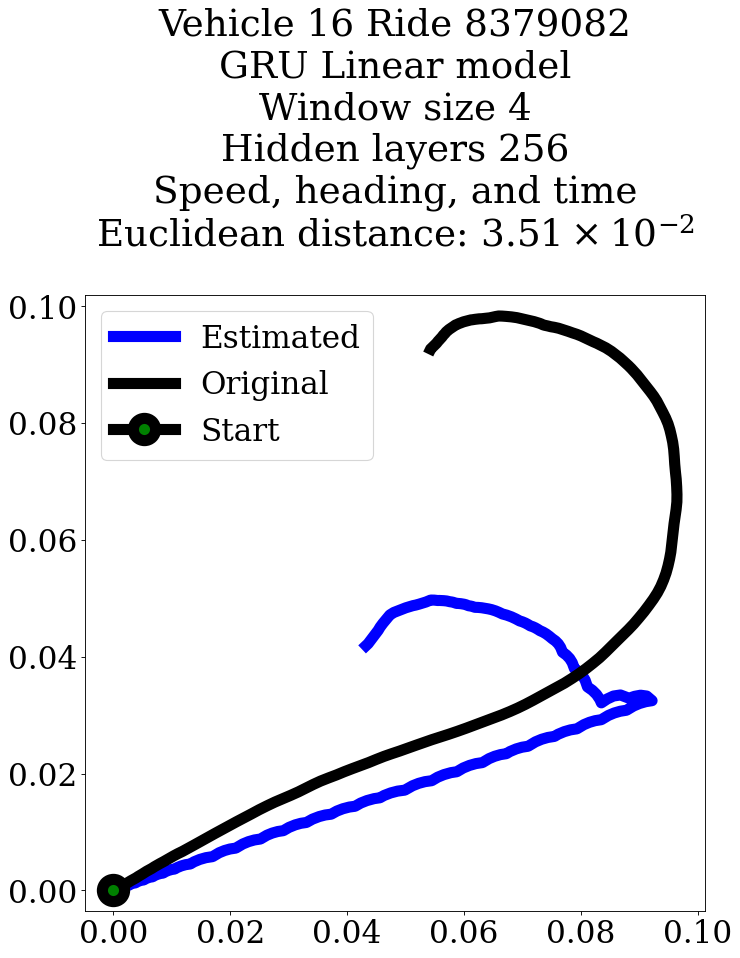 Vehicle 16 Ride 8379082
GRU Linear model
Window size 4
Hidden layers 256
Speed, heading, and time
Euclidean distance: 3.51 × 10⁻²
0.10
0.08
0.06
0.04
0.02
0.00
Estimated
Original
Start
0.00 0.02 0.04 0.06 0.08 0.10